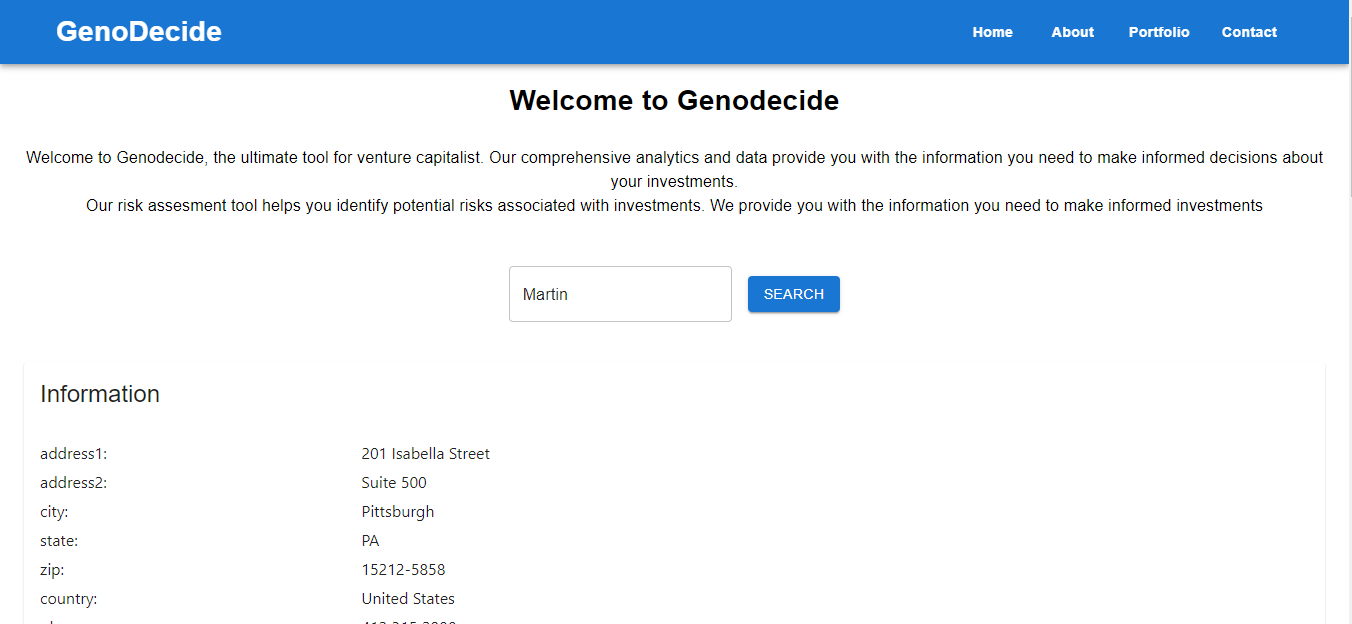 GenoDecide
Home About Portfolio Contact
Welcome to Genodecide
Welcome to Genodecide, the ultimate tool for venture capitalist. Our comprehensive analytics and data provide you with the information you need to make informed decisions about
your investments.
Our risk assesment tool helps you identify potential risks associated with investments. We provide you with the information you need to make informed investments
Martin
SEARCH
Information
address1: 201 Isabella Street
address2: Suite 500
city: Pittsburgh
state: PA
zip: 15212-5858
country: United States